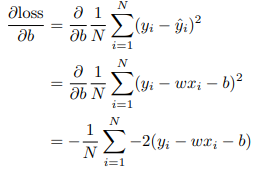 ∂loss/∂b = ∂/∂b 1/N ∑_{i=1}^{N} (y_i − ŷ_i)²
= ∂/∂b 1/N ∑_{i=1}^{N} (y_i − wx_i − b)²
= −1/N ∑_{i=1}^{N} −2(y_i − wx_i − b)